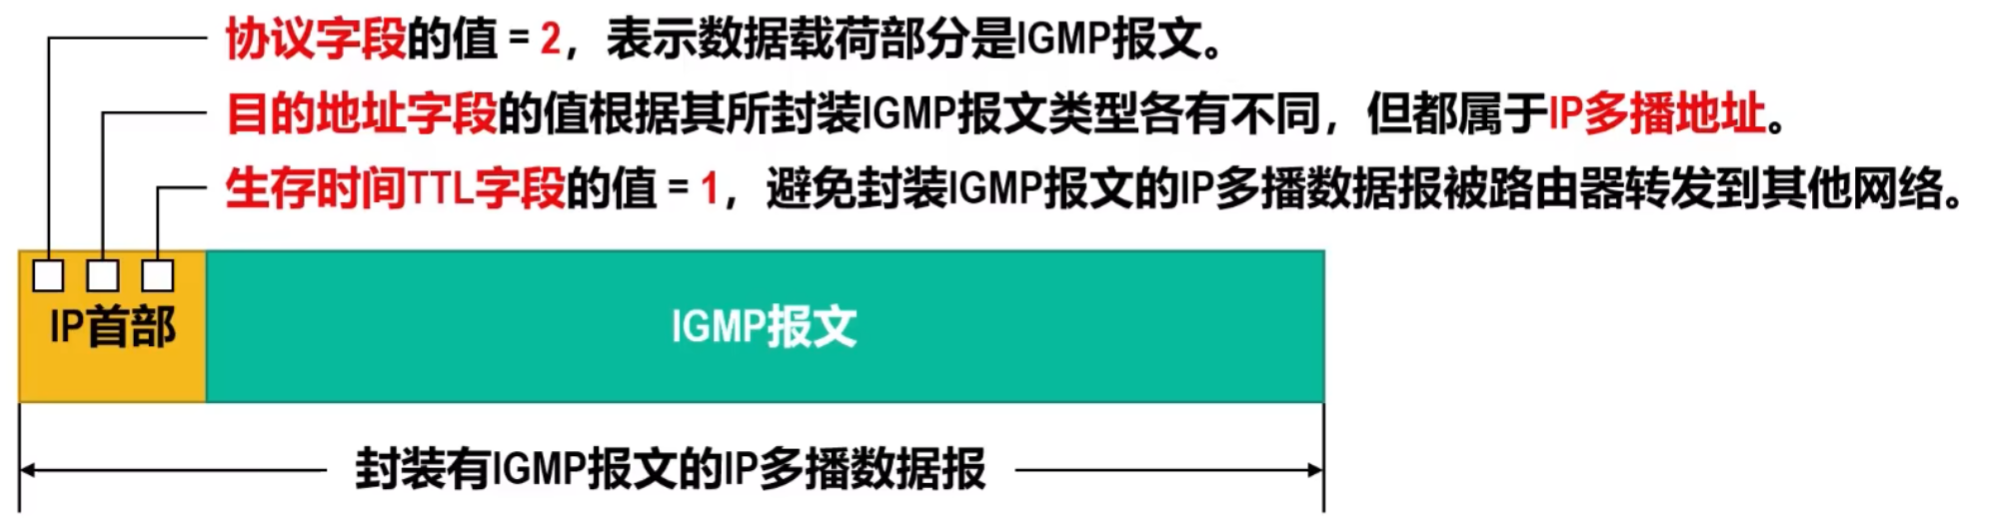 协议字段的值 = 2，表示数据载荷部分是IGMP报文。
目的地址字段的值根据其所封装IGMP报文类型各有不同，但都属于IP多播地址。
生存时间TTL字段的值 = 1，避免封装IGMP报文的IP多播数据报被路由器转发到其他网络。
IP首部
IGMP报文
封装有IGMP报文的IP多播数据报